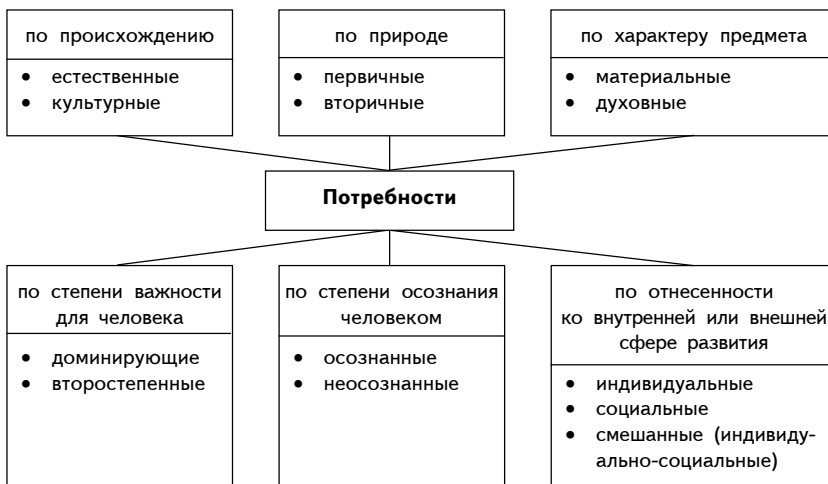 по происхождению
• естественные
• культурные
по природе
• первичные
• вторичные
по характеру предмета
• материальные
• духовные
Потребности
по степени важности
для человека
• доминирующие
• второстепенные
по степени осознания
человеком
• осознанные
• неосознанные
по отнесенности
ко внутренней или внешней
сфере развития
• индивидуальные
• социальные
• смешанные (индивиду-
ально-социальные)